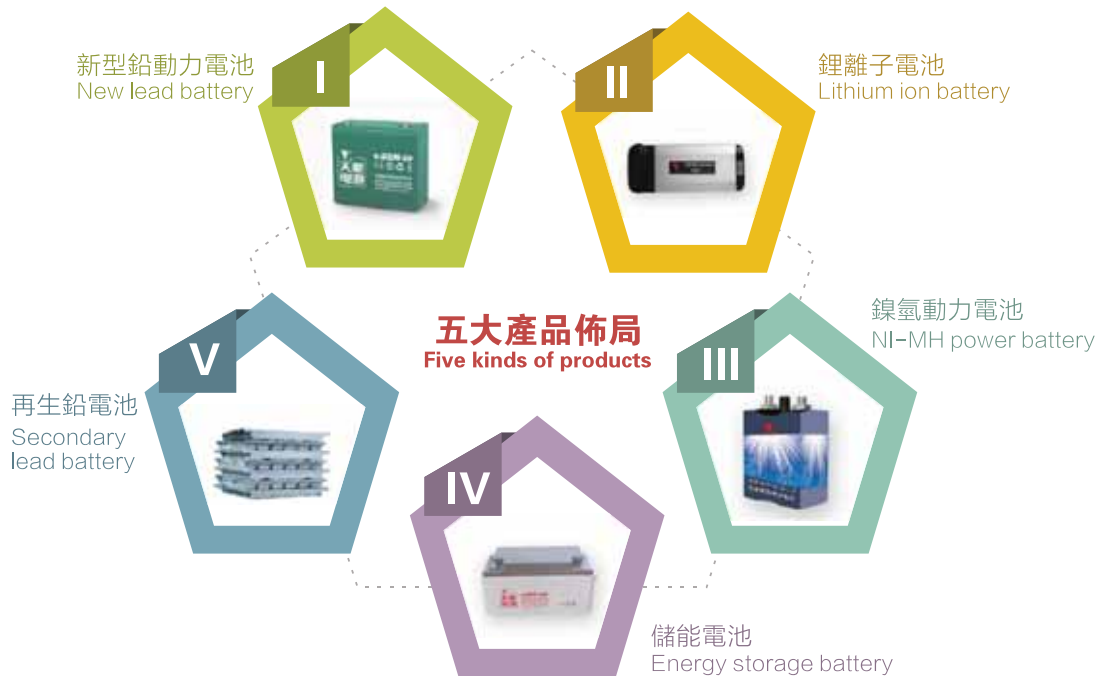 I
新型鉛動力電池
New lead battery
II
鋰離子電池
Lithium ion battery
五大產品佈局
Five kinds of products
III
鎳氫動力電池
NI-MH power battery
V
再生鉛電池
Secondary
lead battery
IV
儲能電池
Energy storage battery